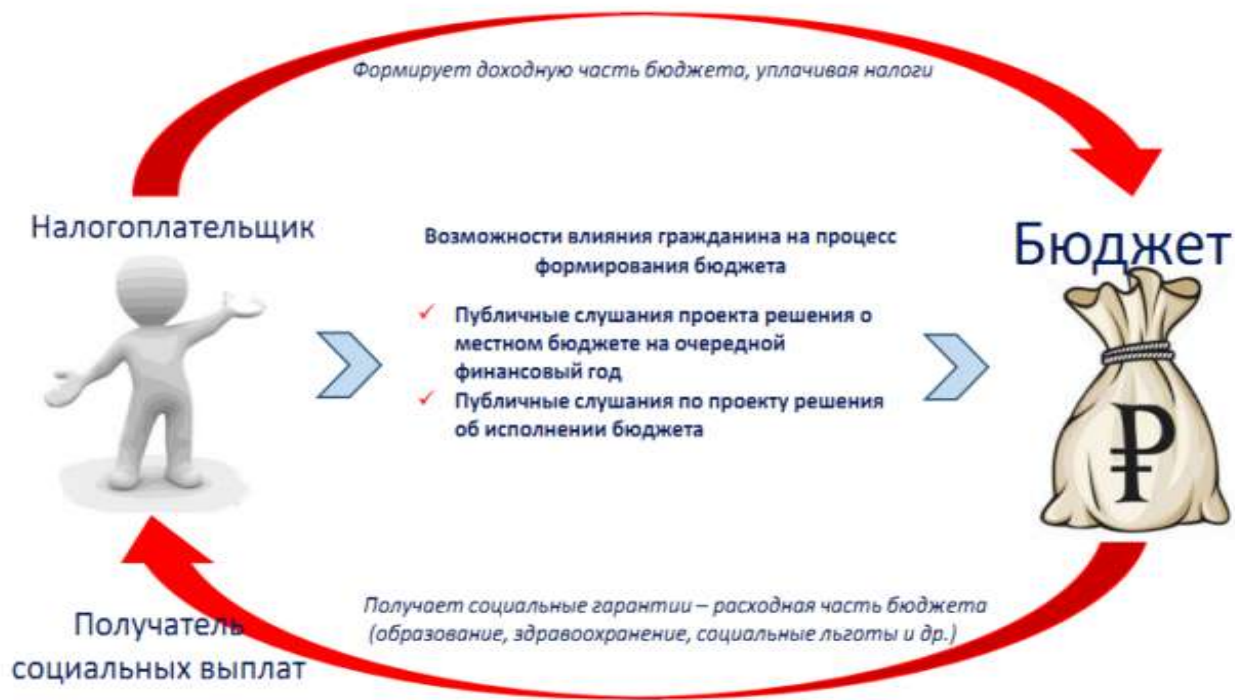 Формирует доходную часть бюджета, уплачивая налоги
Налогоплательщик
Возможности влияния гражданина на процесс
формирования бюджета
✓ Публичные слушания проекта решения о
местном бюджете на очередной
финансовый год
✓ Публичные слушания по проекту решения
об исполнении бюджета
Бюджет
₽
Получает социальные гарантии – расходная часть бюджета
(образование, здравоохранение, социальные льготы и др.)
Получатель
социальных выплат